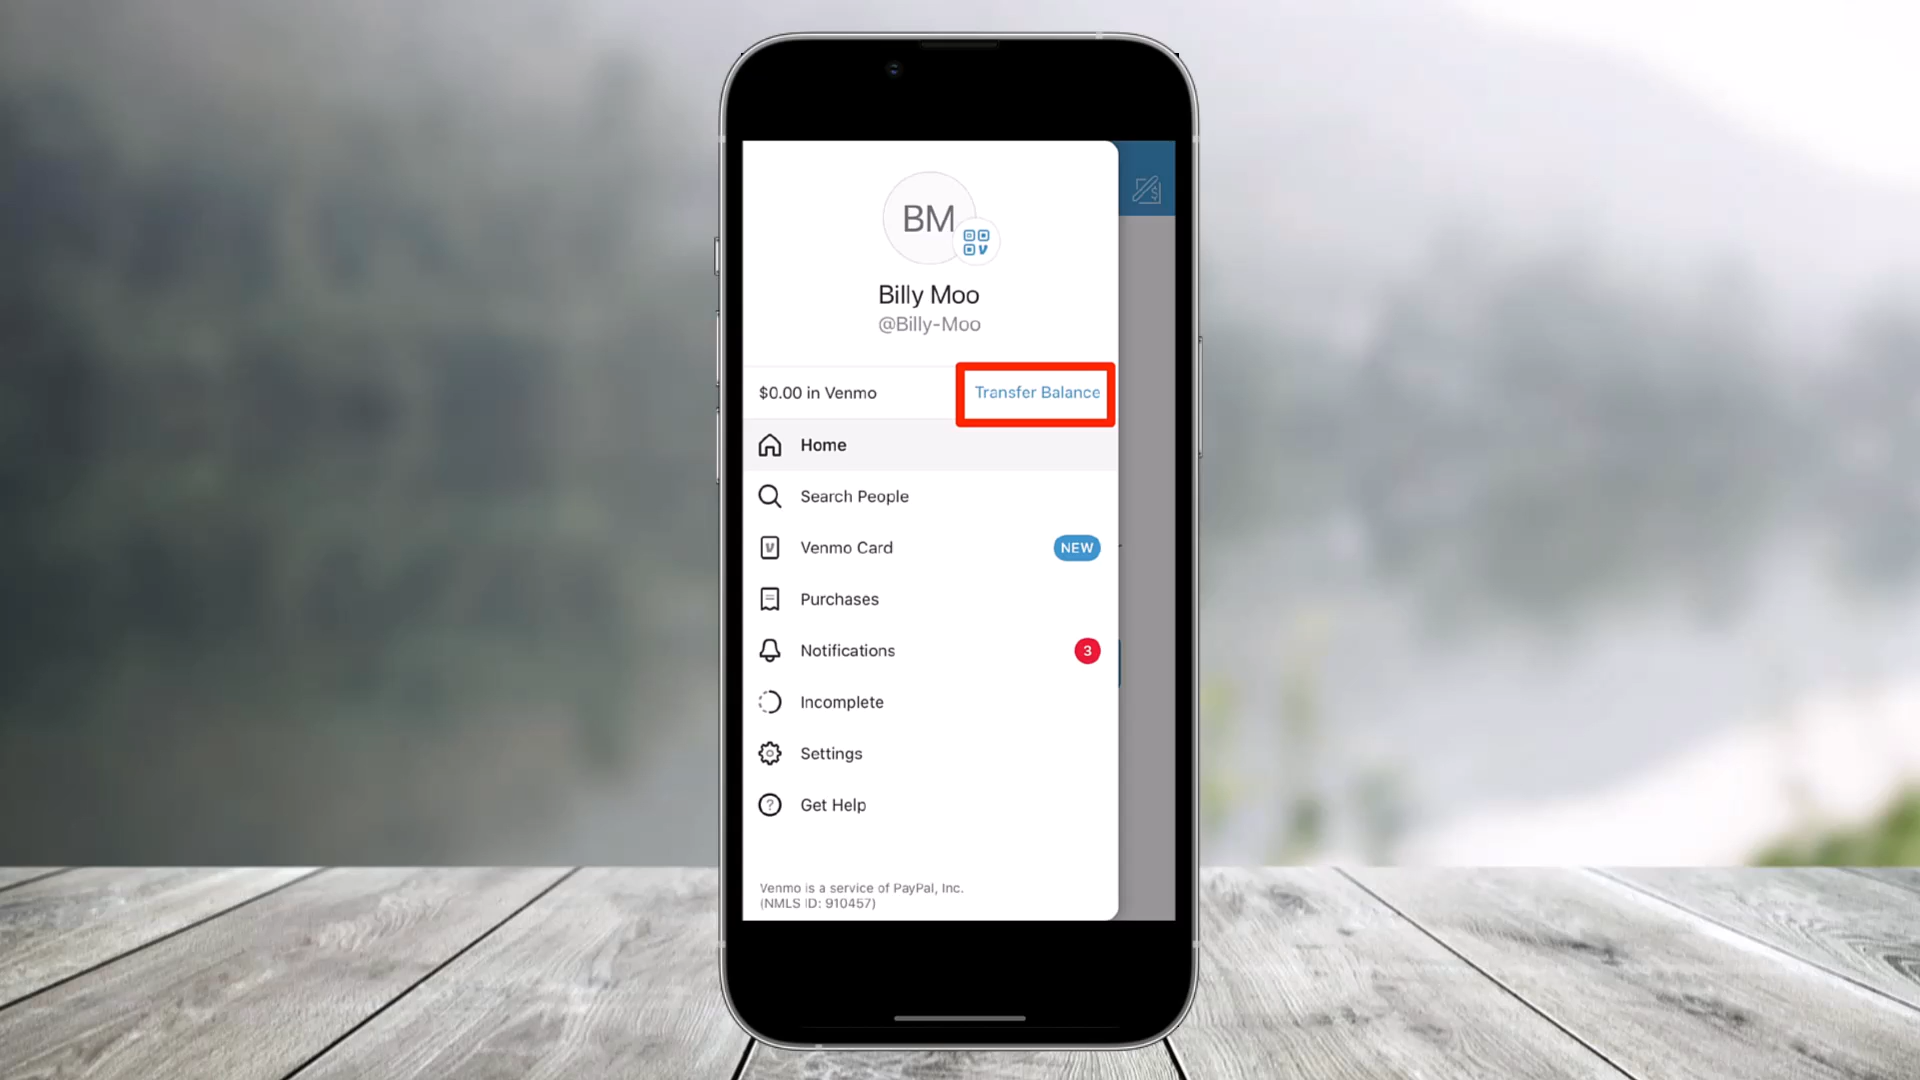 BM
Billy Moo
@Billy-Moo
$0.00 in Venmo Transfer Balance
Home
Search People
Venmo Card NEW
Purchases
Notifications 3
Incomplete
Settings
Get Help
Venmo is a service of PayPal, Inc.
(NMLS ID: 910457)